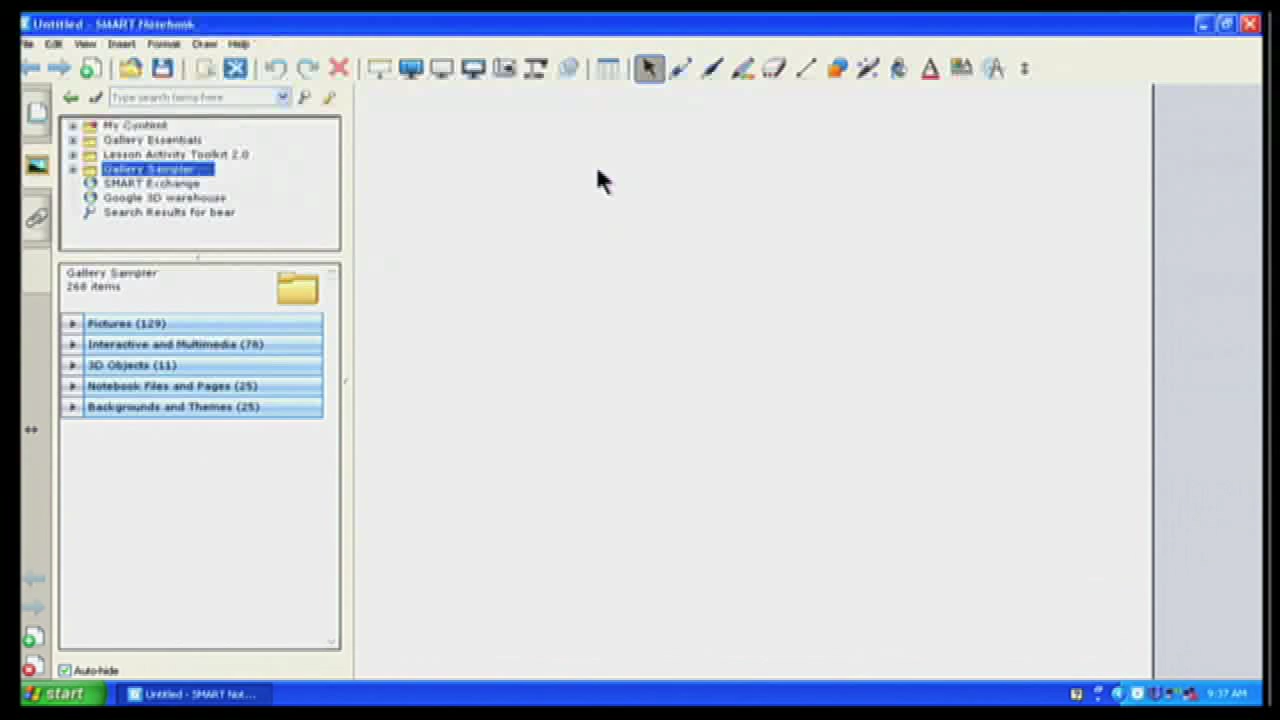 Untitled - SMART Notebook
File Edit View Insert Format Draw Help
Type search items here
My Content
Gallery Essentials
Lesson Activity Toolkit 2.0
Gallery Sampler
SMART Exchange
Google 3D warehouse
Search Results for bear
Gallery Sampler
268 items
Pictures (129)
Interactive and Multimedia (78)
3D Objects (11)
Notebook Files and Pages (25)
Backgrounds and Themes (25)
Auto-hide
start
Untitled - SMART Not...
9:37 AM